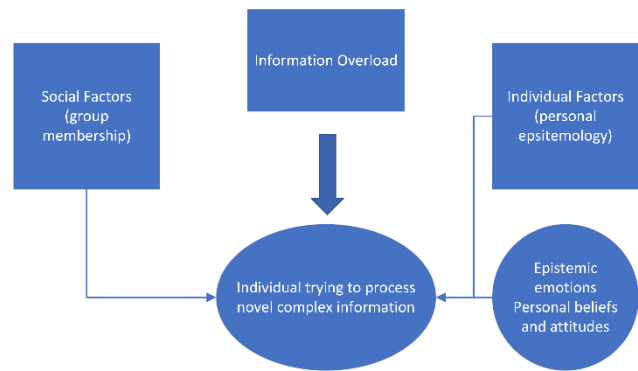 Social Factors
(group
membership)
Information Overload
Individual Factors
(personal
epsitemology)
Individual trying to process
novel complex information
Epistemic
emotions
Personal beliefs
and attitudes